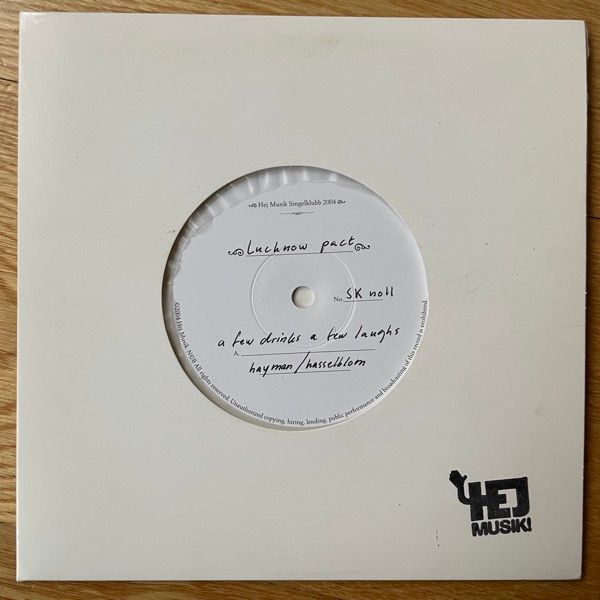 Hej Musik Singelklubb 2004
Lucknow pact
No. SK noll
a few drinks a few laughs
A.
hayman/hasselblom
©2004 Hej Musik. NCB All rights reserved. Unauthorized copying, hiring, lending, public performance and broadcasting of this record is prohibited.
HEJ
MUSIK!